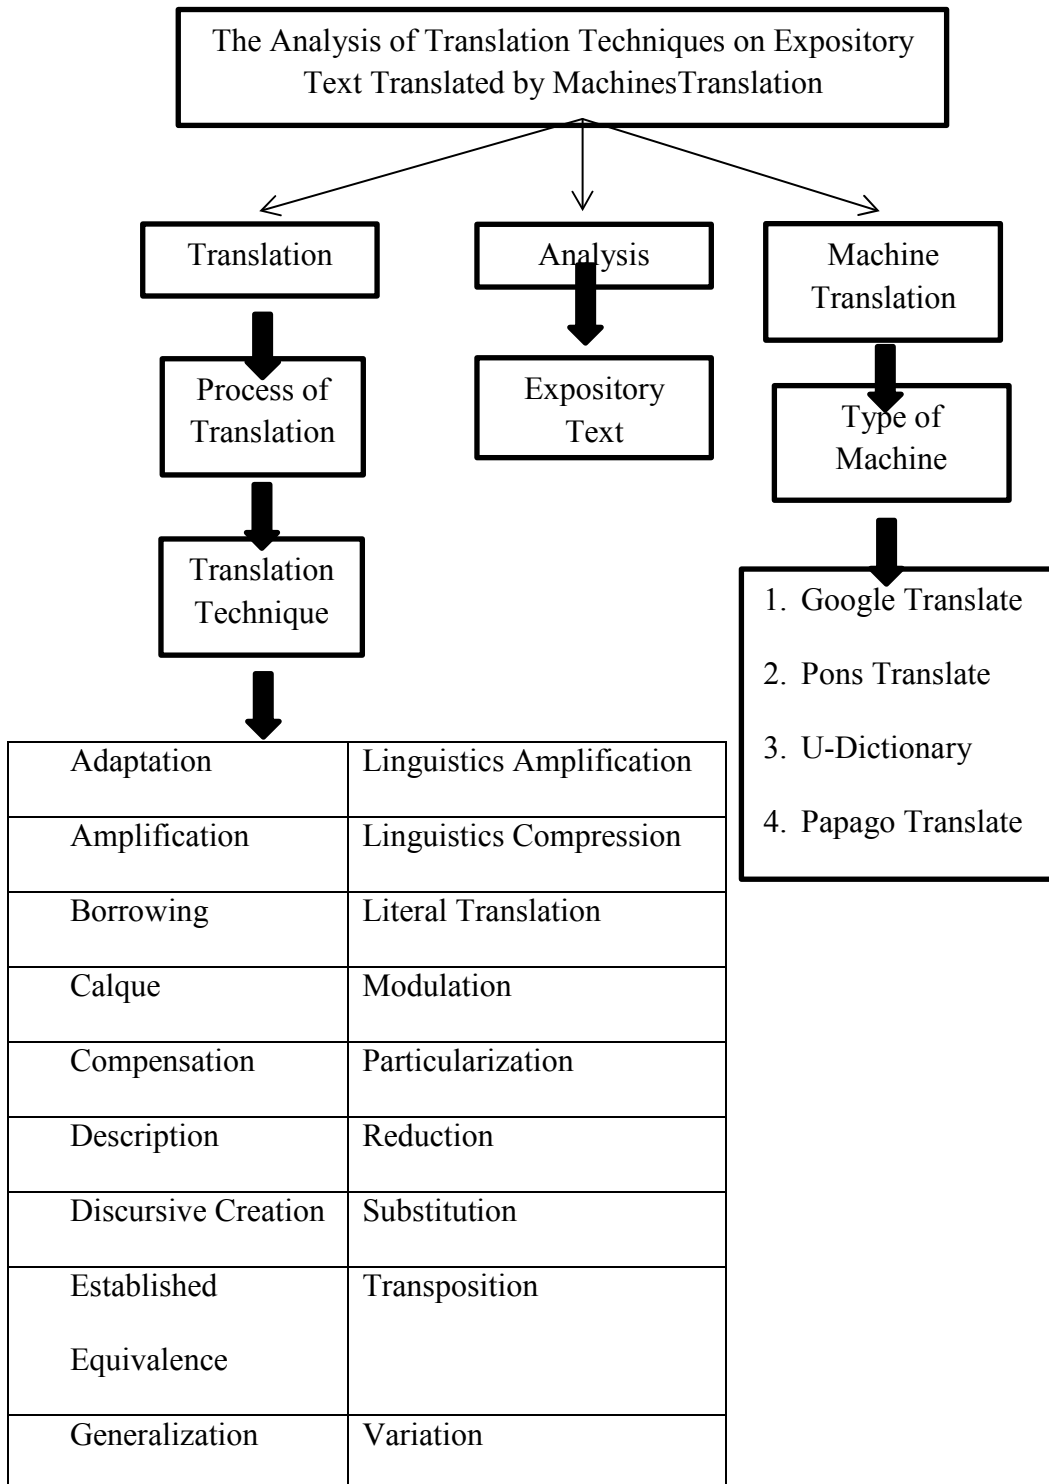 The Analysis of Translation Techniques on Expository
Text Translated by MachinesTranslation
Translation
Analysis
Machine
Translation
Process of
Translation
Expository
Text
Type of
Machine
Translation
Technique
1. Google Translate
2. Pons Translate
3. U-Dictionary
4. Papago Translate
Adaptation
Linguistics Amplification
Amplification
Linguistics Compression
Borrowing
Literal Translation
Calque
Modulation
Compensation
Particularization
Description
Reduction
Discursive Creation
Substitution
Established
Equivalence
Transposition
Generalization
Variation